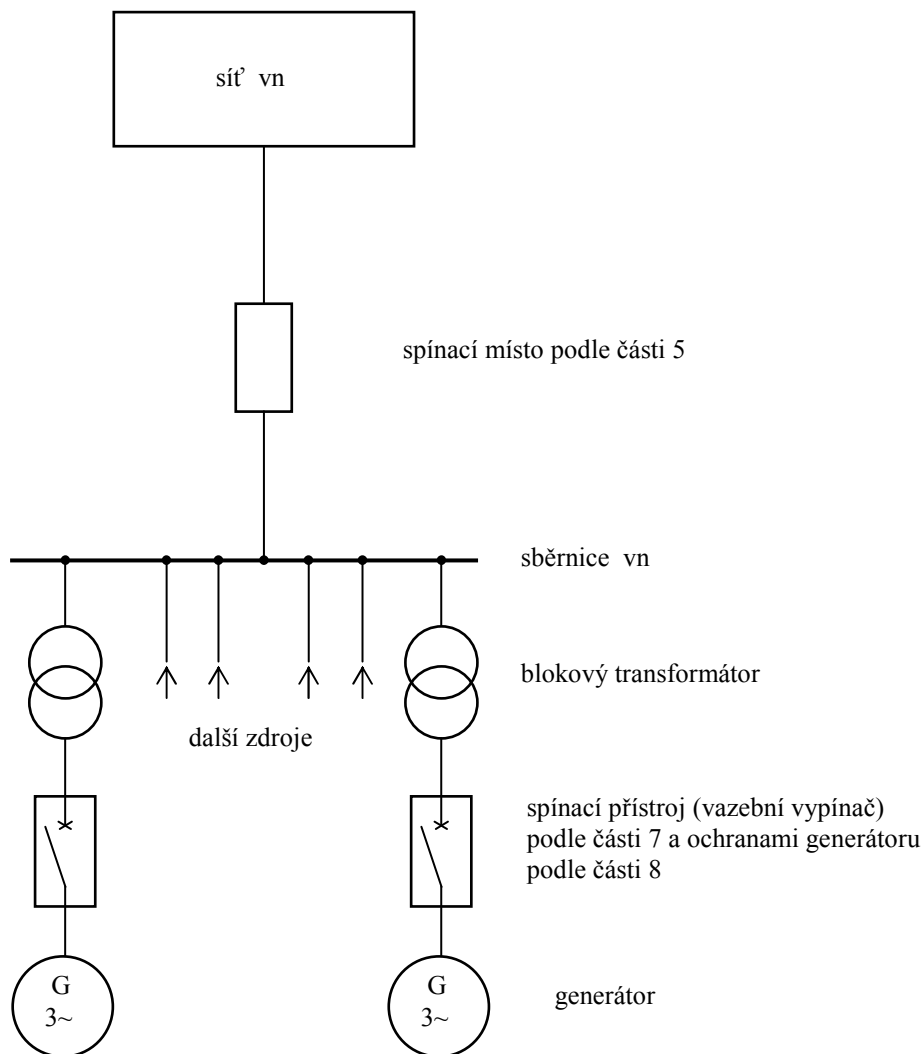 síť vn
spínací místo podle části 5
sběrnice vn
blokový transformátor
další zdroje
spínací přístroj (vazební vypínač)
podle části 7 a ochranami generátoru
podle části 8
G
3~
G
3~
generátor